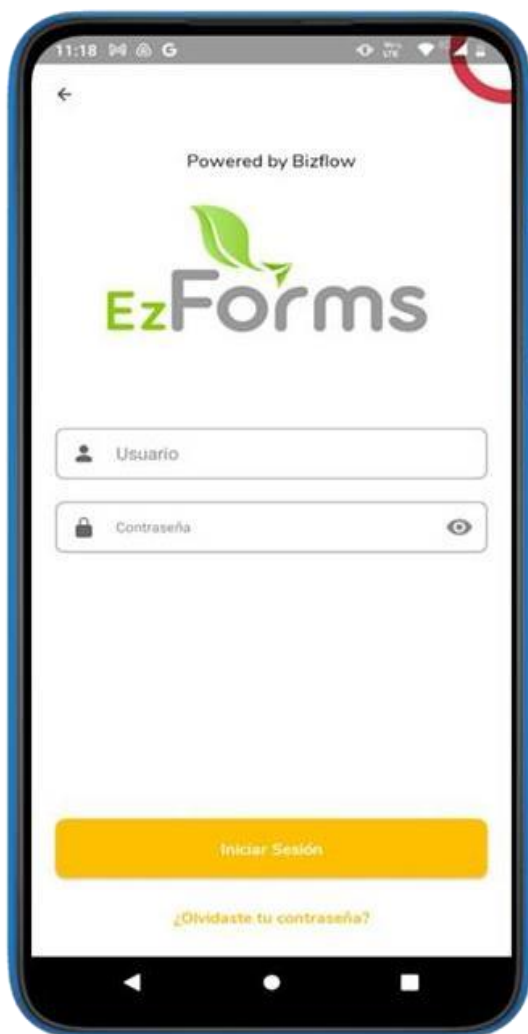 11:18 G
Powered by Bizflow
EzForms
Usuario
Contraseña
Iniciar Sesión
¿Olvidaste tu contraseña?